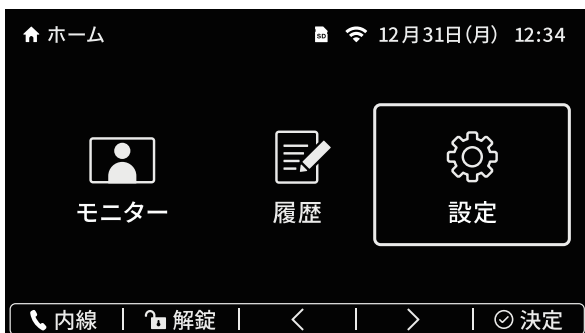 ホーム SD 12月31日(月) 12:34
モニター 履歴 設定
内線 解錠 < > 決定